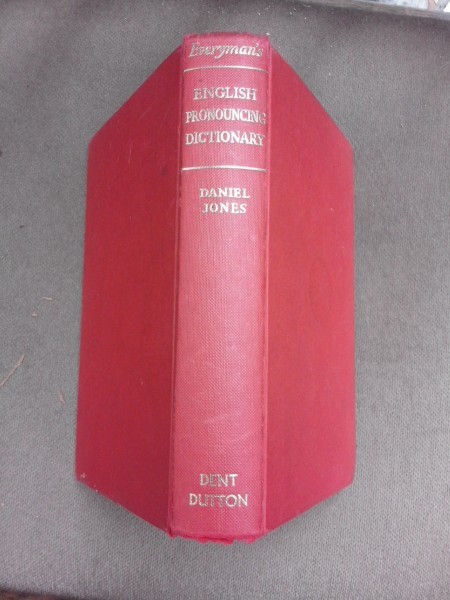 Everyman's
ENGLISH
PRONOUNCING
DICTIONARY
DANIEL
JONES
DENT
DUTTON